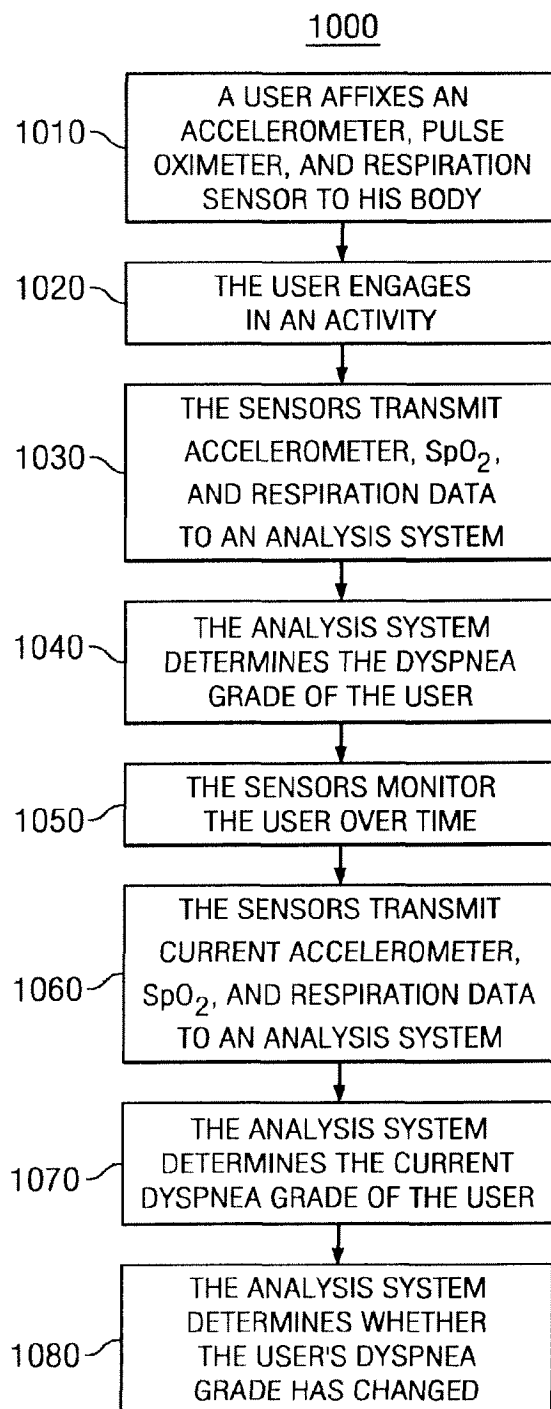 1000
1010
A USER AFFIXES AN
ACCELEROMETER, PULSE
OXIMETER, AND RESPIRATION
SENSOR TO HIS BODY
1020
THE USER ENGAGES
IN AN ACTIVITY
1030
THE SENSORS TRANSMIT
ACCELEROMETER, SpO₂,
AND RESPIRATION DATA
TO AN ANALYSIS SYSTEM
1040
THE ANALYSIS SYSTEM
DETERMINES THE DYSPNEA
GRADE OF THE USER
1050
THE SENSORS MONITOR
THE USER OVER TIME
1060
THE SENSORS TRANSMIT
CURRENT ACCELEROMETER,
SpO₂, AND RESPIRATION DATA
TO AN ANALYSIS SYSTEM
1070
THE ANALYSIS SYSTEM
DETERMINES THE CURRENT
DYSPNEA GRADE OF THE USER
1080
THE ANALYSIS SYSTEM
DETERMINES WHETHER
THE USER'S DYSPNEA
GRADE HAS CHANGED